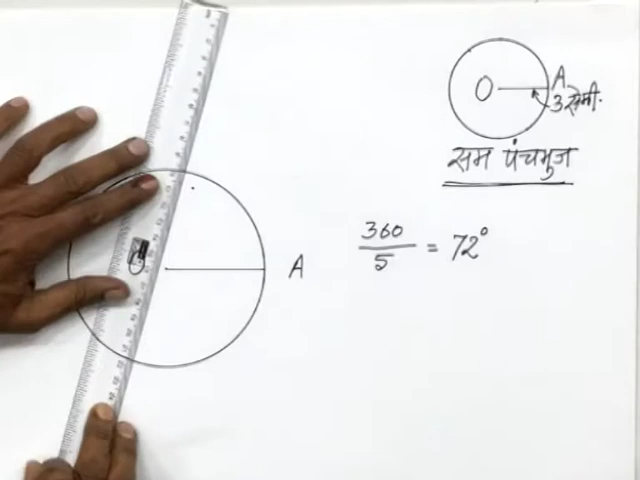 O A
3 सेमी.
सम पंचभुज
360
5 = 72°
O A